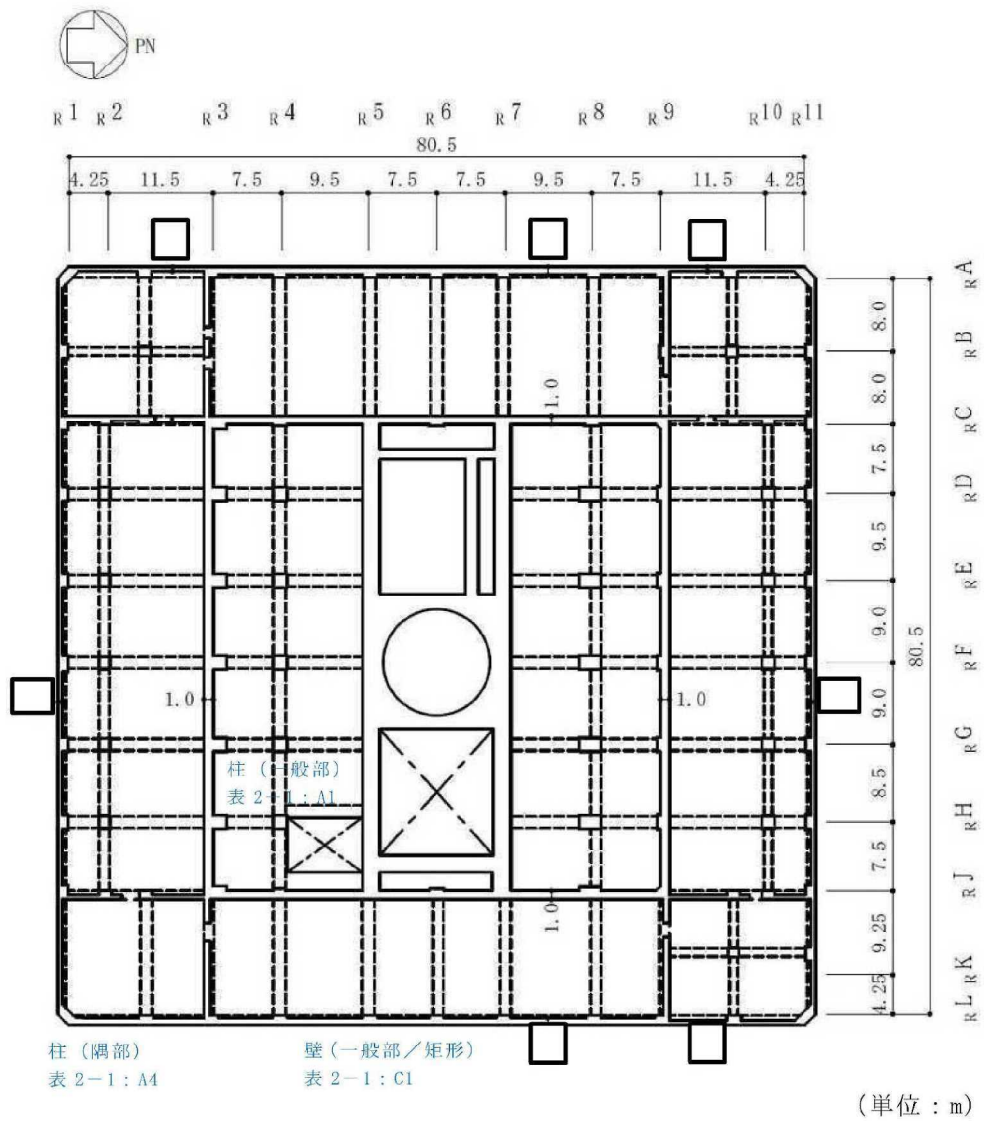 PN
R1 R2 R3 R4 R5 R6 R7 R8 R9 R10 R11
80.5
4.25 11.5 7.5 9.5 7.5 7.5 9.5 7.5 11.5 4.25
RA
8.0
RB
8.0
1.0
RC
7.5
RD
9.5
RE
9.0
80.5
RF
1.0
1.0
9.0
RG
柱（一般部）
表 2－1：A1
8.5
RH
7.5
RJ
1.0
9.25
RK
4.25
RL
柱（隅部）
表 2－1：A4
壁（一般部／矩形）
表 2－1：C1
（単位：m）